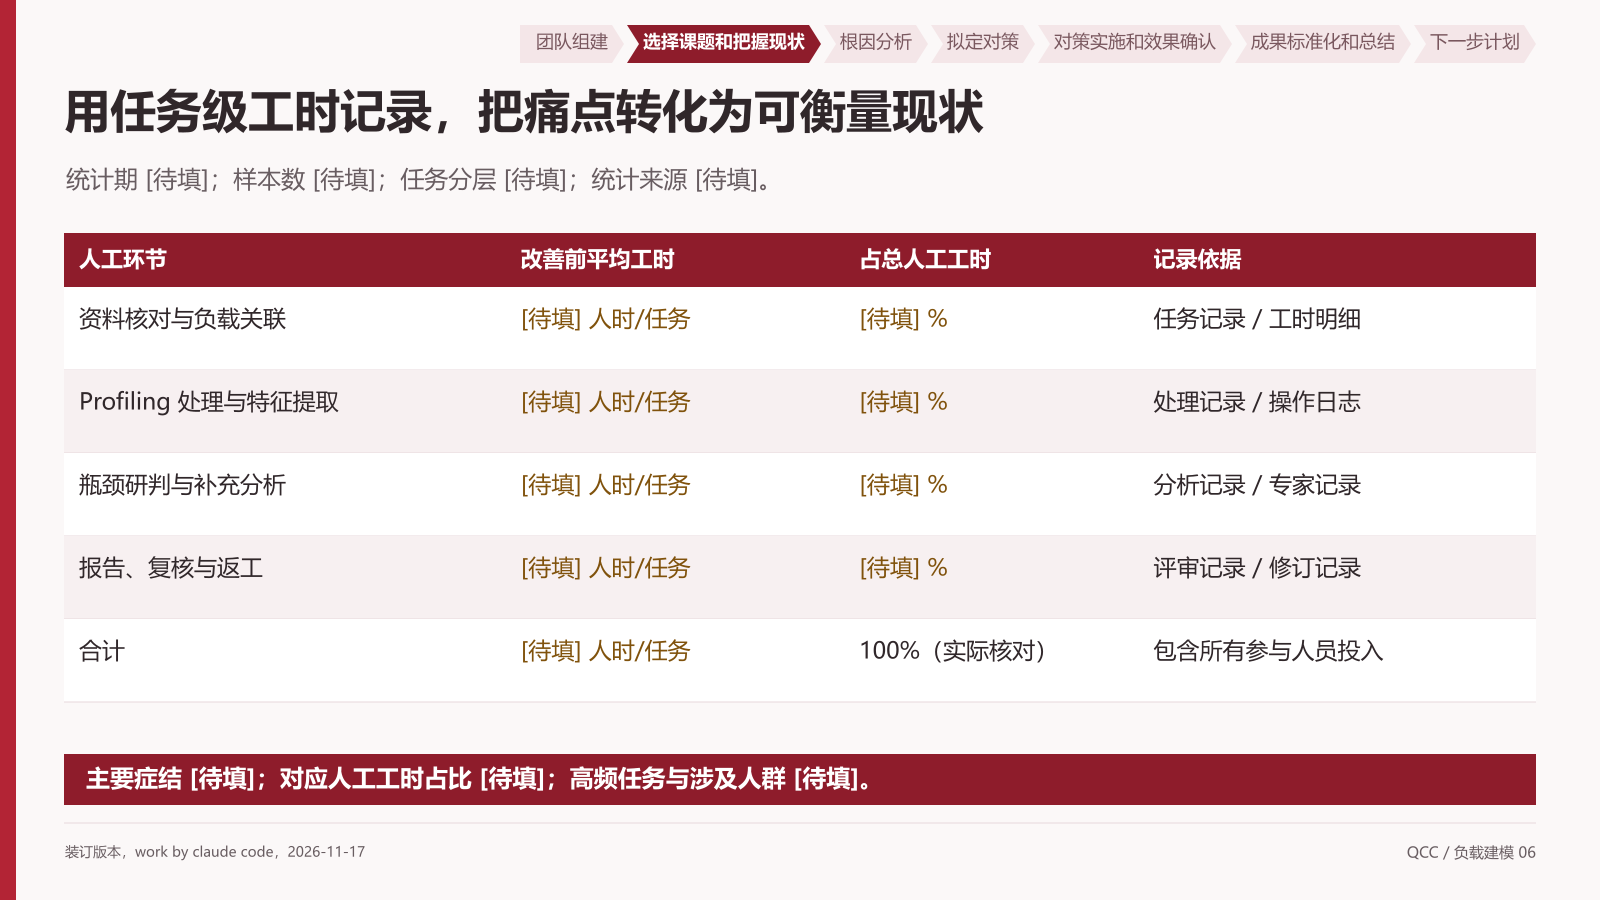 团队组建
选择课题和把握现状
根因分析
拟定对策
对策实施和效果确认
成果标准化和总结
下一步计划
用任务级工时记录，把痛点转化为可衡量现状
统计期 [待填]；样本数 [待填]；任务分层 [待填]；统计来源 [待填]。
人工环节 改善前平均工时 占总人工工时 记录依据
资料核对与负载关联 [待填] 人时/任务 [待填] % 任务记录 / 工时明细
Profiling 处理与特征提取 [待填] 人时/任务 [待填] % 处理记录 / 操作日志
瓶颈研判与补充分析 [待填] 人时/任务 [待填] % 分析记录 / 专家记录
报告、复核与返工 [待填] 人时/任务 [待填] % 评审记录 / 修订记录
合计 [待填] 人时/任务 100%（实际核对） 包含所有参与人员投入
主要症结 [待填]；对应人工工时占比 [待填]；高频任务与涉及人群 [待填]。
装订版本，work by claude code，2026-11-17
QCC / 负载建模 06